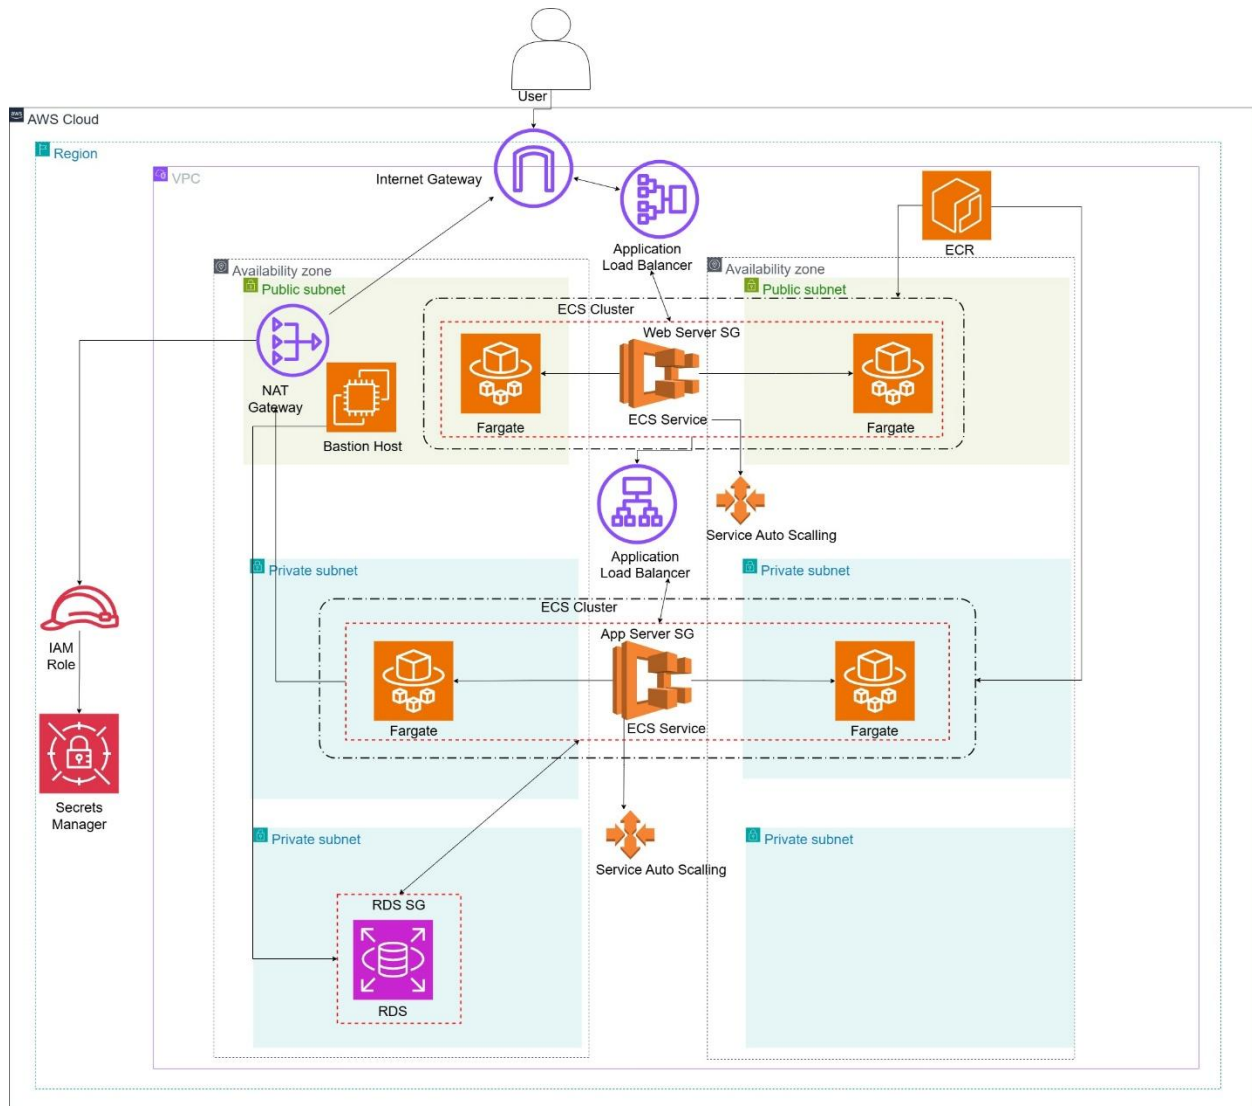 User
aws
AWS Cloud
Region
VPC
Internet Gateway
Application
Load Balancer
ECR
Availability zone
Availability zone
Public subnet
Public subnet
ECS Cluster
Web Server SG
NAT
Gateway
Bastion Host
Fargate
ECS Service
Fargate
Service Auto Scalling
Application
Load Balancer
Private subnet
Private subnet
ECS Cluster
App Server SG
IAM
Role
Fargate
ECS Service
Fargate
Secrets
Manager
Private subnet
Private subnet
Service Auto Scalling
RDS SG
RDS